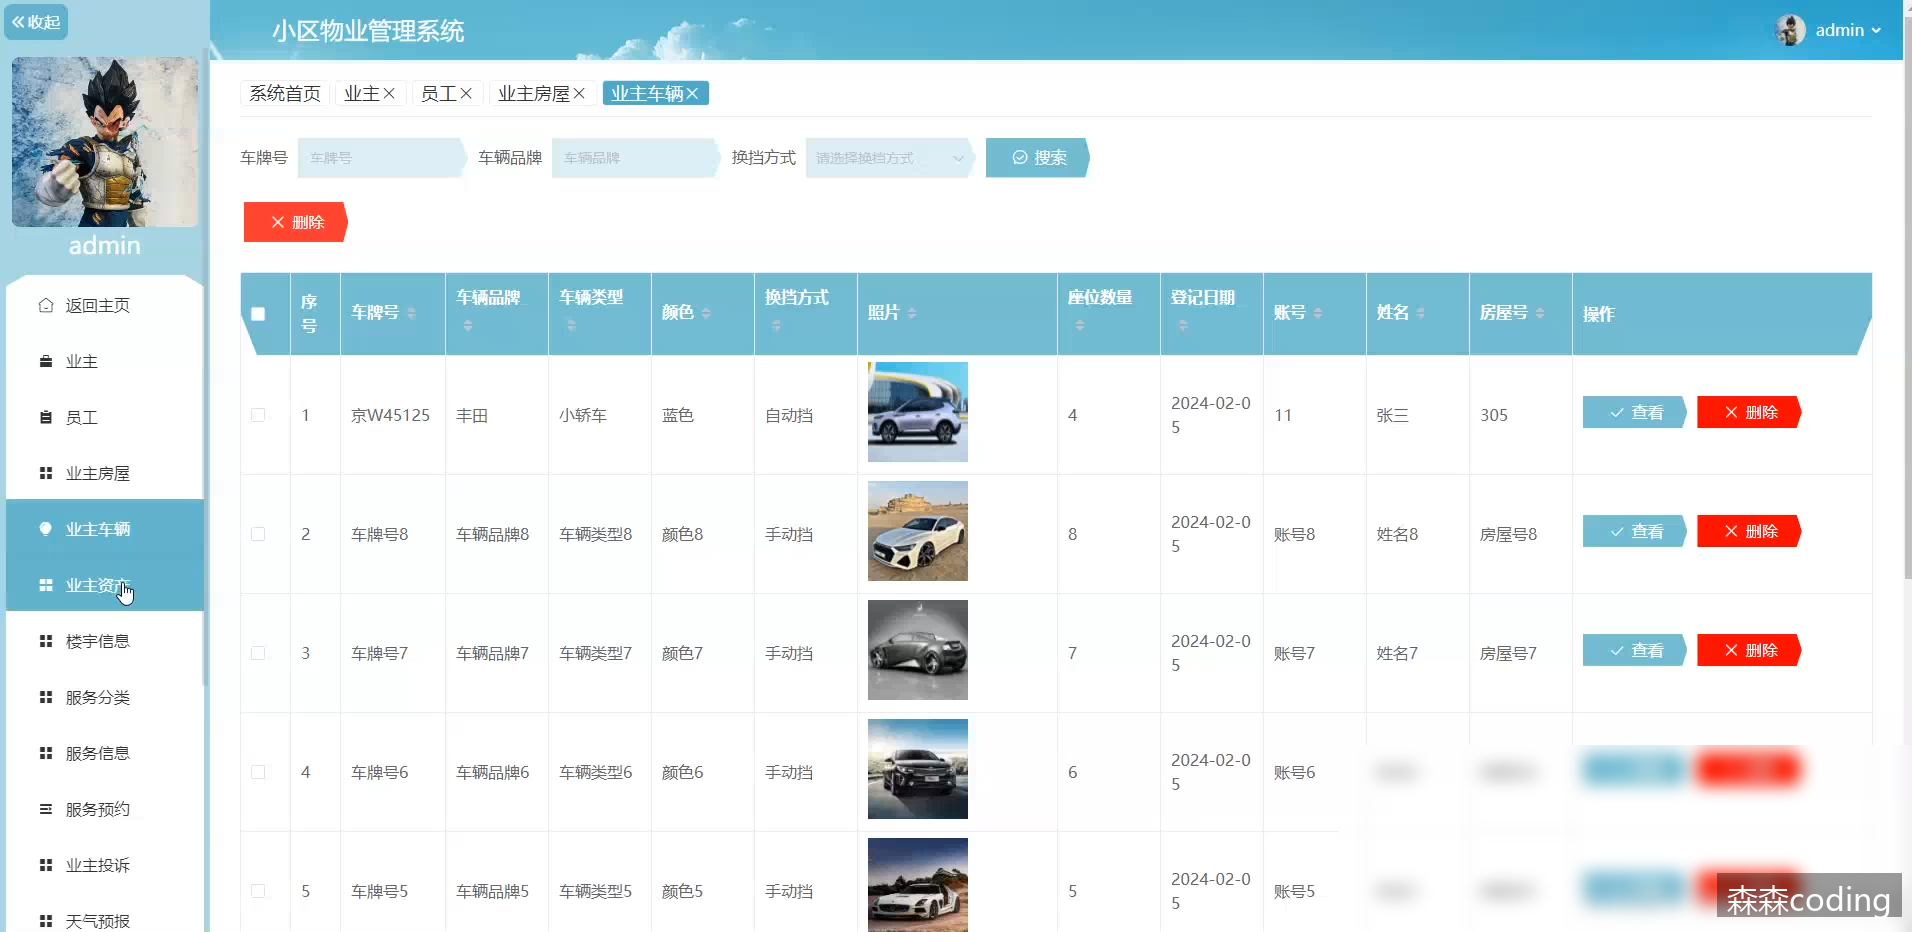 收起
小区物业管理系统
admin
系统首页 业主 员工 业主房屋 业主车辆
车牌号 车牌号 车辆品牌 车辆品牌 换挡方式 请选择换挡方式 搜索
删除
admin
返回主页
业主
员工
业主房屋
业主车辆
业主资产
楼宇信息
服务分类
服务信息
服务预约
业主投诉
天气预报
序号 车牌号 车辆品牌 车辆类型 颜色 换挡方式 照片 座位数量 登记日期 账号 姓名 房屋号 操作
1 京W45125 丰田 小轿车 蓝色 自动挡 4 2024-02-05 11 张三 305 查看 删除
2 车牌号8 车辆品牌8 车辆类型8 颜色8 手动挡 8 2024-02-05 账号8 姓名8 房屋号8 查看 删除
3 车牌号7 车辆品牌7 车辆类型7 颜色7 手动挡 7 2024-02-05 账号7 姓名7 房屋号7 查看 删除
4 车牌号6 车辆品牌6 车辆类型6 颜色6 手动挡 6 2024-02-05 账号6
5 车牌号5 车辆品牌5 车辆类型5 颜色5 手动挡 5 2024-02-05 账号5
森森coding